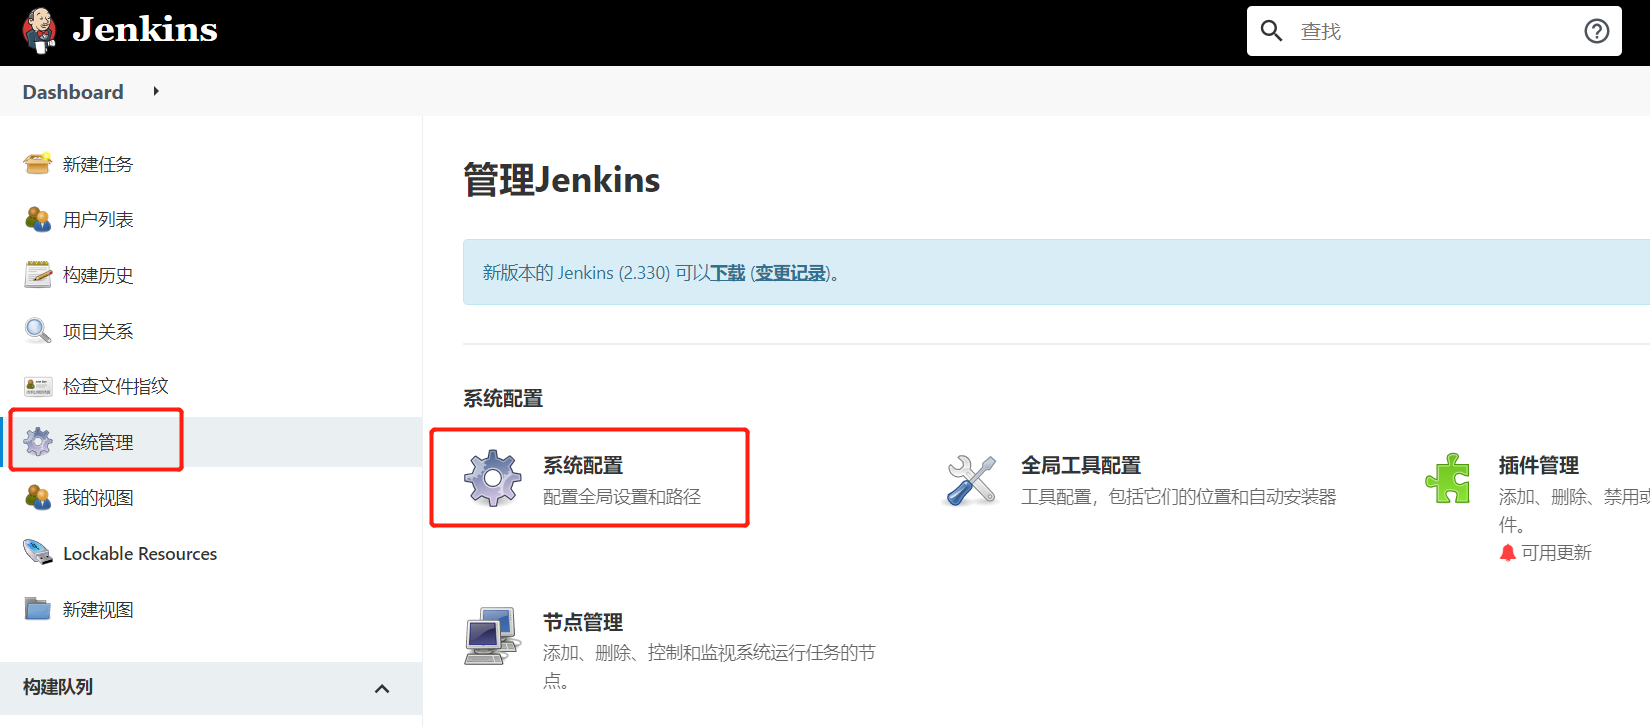 Jenkins
查找
Dashboard
新建任务
用户列表
构建历史
项目关系
检查文件指纹
系统管理
我的视图
Lockable Resources
新建视图
构建队列
管理Jenkins
新版本的 Jenkins (2.330) 可以下载 (变更记录)。
系统配置
系统配置
配置全局设置和路径
全局工具配置
工具配置，包括它们的位置和自动安装器
插件管理
添加、删除、禁用或
件。
可用更新
节点管理
添加、删除、控制和监视系统运行任务的节
点。